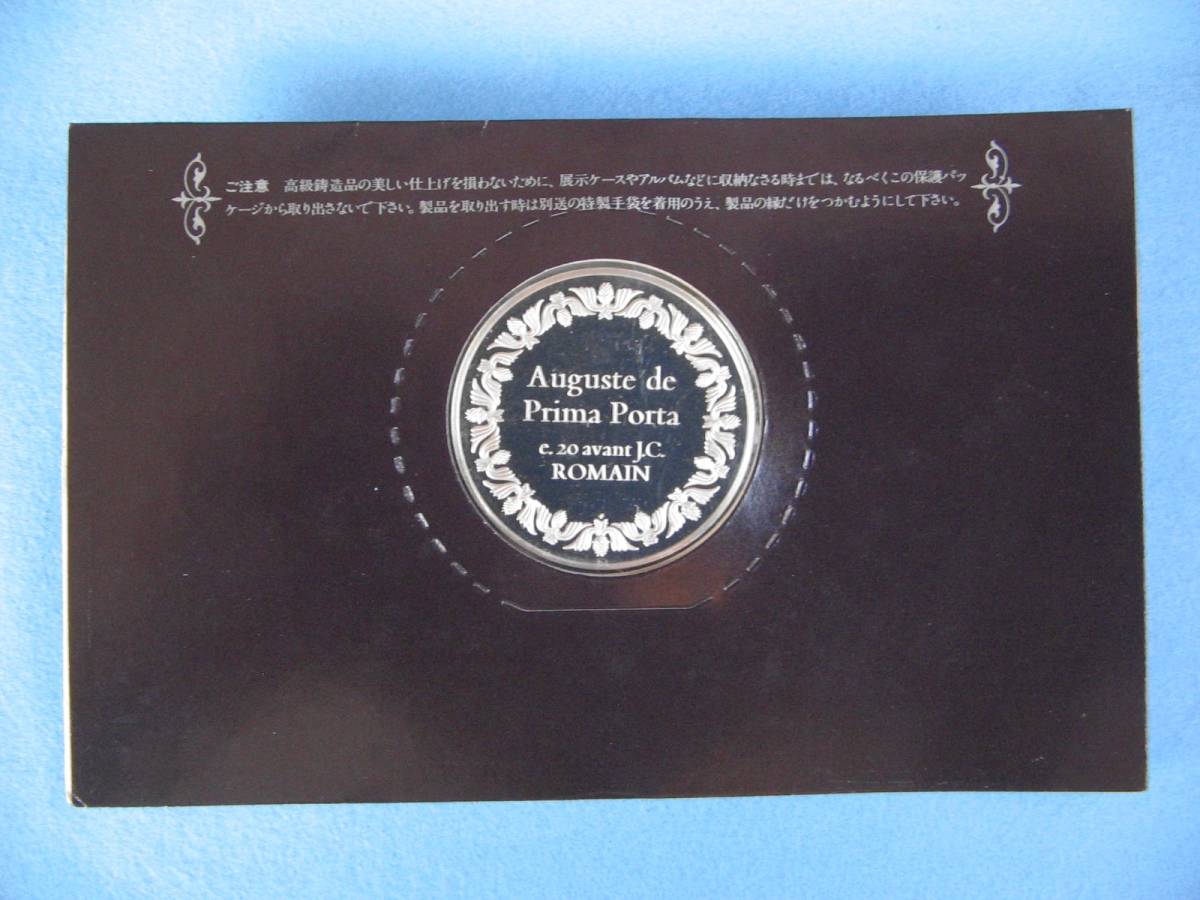 ご注意　高級鋳造品の美しい仕上げを損わないために、展示ケースやアルバムなどに収納なさる時までは、なるべくこの保護パッ
ケージから取り出さないで下さい。製品を取り出す時は別送の特製手袋を着用のうえ、製品の縁だけをつかむようにして下さい。
Auguste de
Prima Porta
c. 20 avant J.C.
ROMAIN